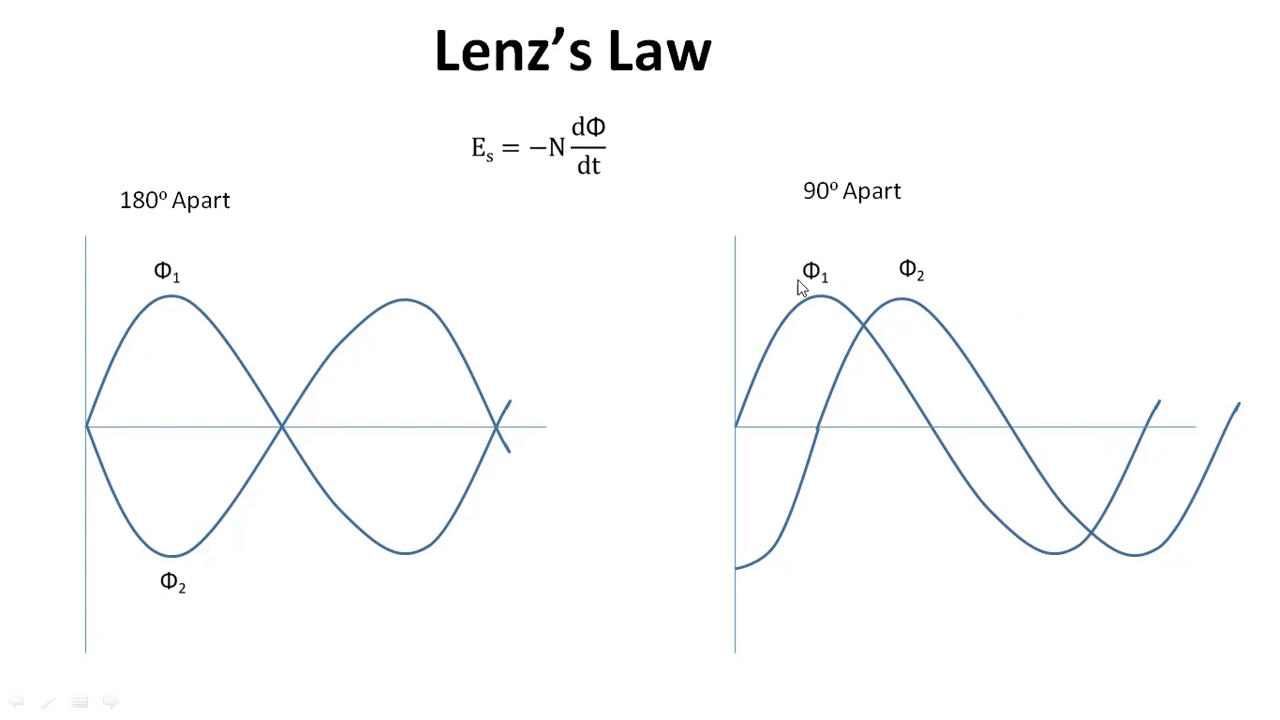 Lenz's Law
Eₛ = −N dΦ/dt
180º Apart
90º Apart
Φ₁
Φ₂
Φ₁
Φ₂